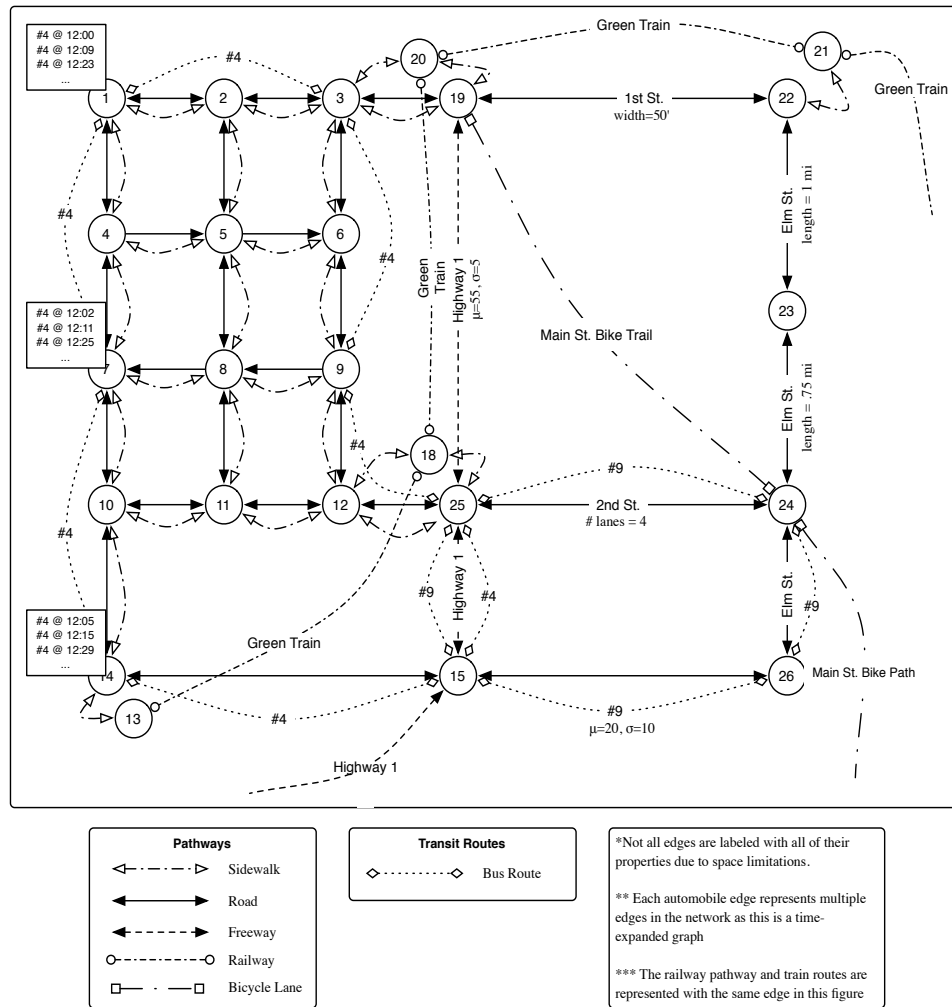 #4 @ 12:00
#4 @ 12:09
#4 @ 12:23
...
#4
Green Train
20
21
Green Train
1
2
3
19
1st St.
width=50'
22
#4
4
5
6
#4
Green
Train
Highway 1
μ=55, σ=5
Elm St.
length = 1 mi
#4 @ 12:02
#4 @ 12:11
#4 @ 12:25
...
7
8
9
Main St. Bike Trail
23
Elm St.
length = .75 mi
#4
18
#9
10
11
12
25
2nd St.
# lanes = 4
24
#4
#9
Highway 1
#4
Elm St.
#9
#4 @ 12:05
#4 @ 12:15
#4 @ 12:29
...
Green Train
14
15
26
Main St. Bike Path
13
#4
#9
μ=20, σ=10
Highway 1
Pathways
Sidewalk
Road
Freeway
Railway
Bicycle Lane
Transit Routes
Bus Route
*Not all edges are labeled with all of their
properties due to space limitations.
** Each automobile edge represents multiple
edges in the network as this is a time-
expanded graph
*** The railway pathway and train routes are
represented with the same edge in this figure